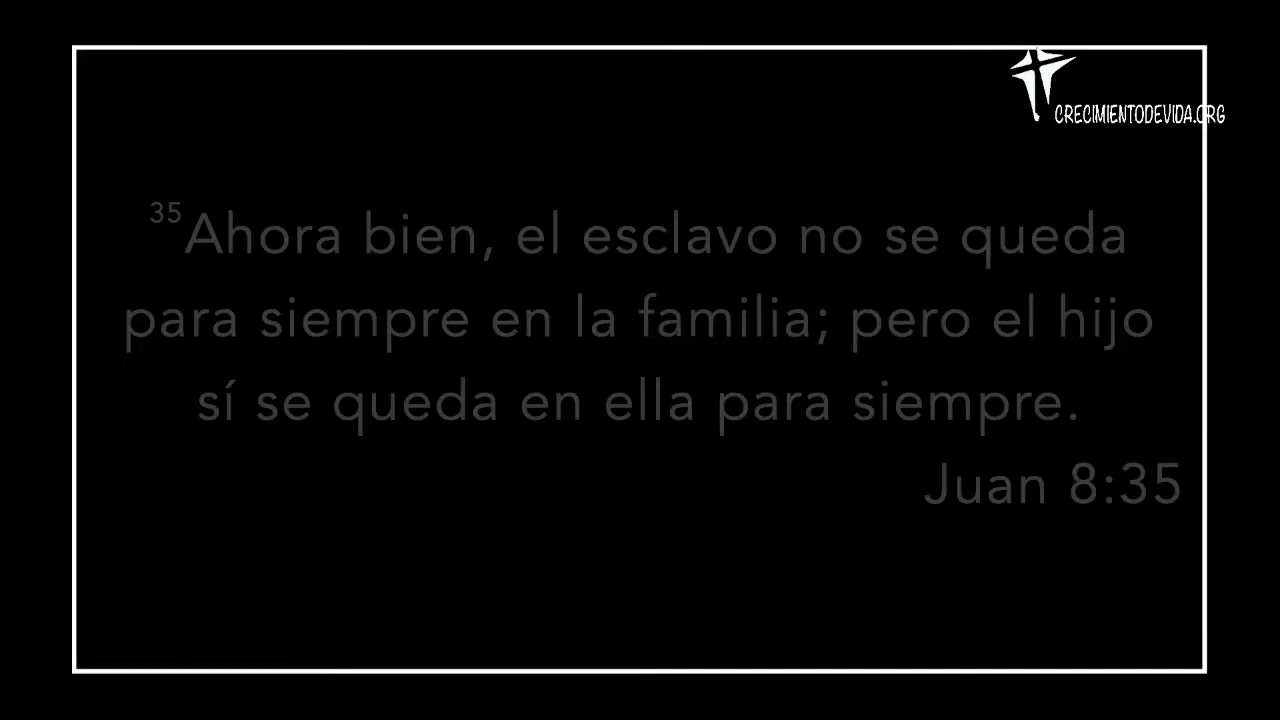 CRECIMIENTODEVIDA.ORG
35Ahora bien, el esclavo no se queda
para siempre en la familia; pero el hijo
sí se queda en ella para siempre.
Juan 8:35